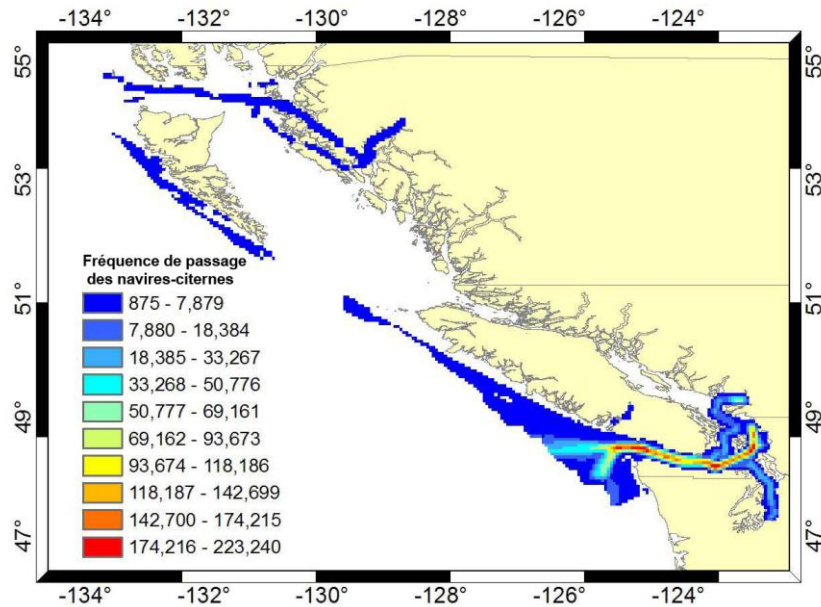 -134° -132° -130° -128° -126° -124°
55°
53°
51°
49°
47°
55°
53°
51°
49°
47°
Fréquence de passage
des navires-citernes
875 - 7,879
7,880 - 18,384
18,385 - 33,267
33,268 - 50,776
50,777 - 69,161
69,162 - 93,673
93,674 - 118,186
118,187 - 142,699
142,700 - 174,215
174,216 - 223,240
-134° -132° -130° -128° -126° -124°